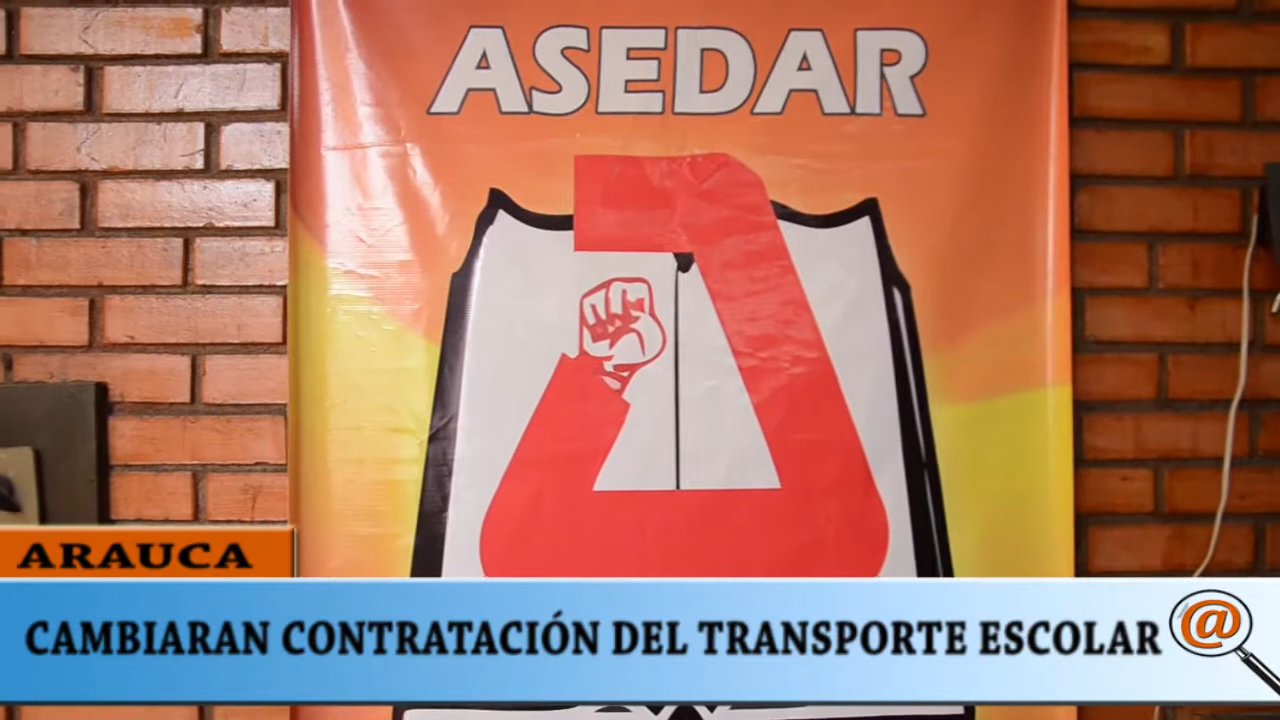 ASEDAR
ARAUCA
CAMBIARAN CONTRATACIÓN DEL TRANSPORTE ESCOLAR
@